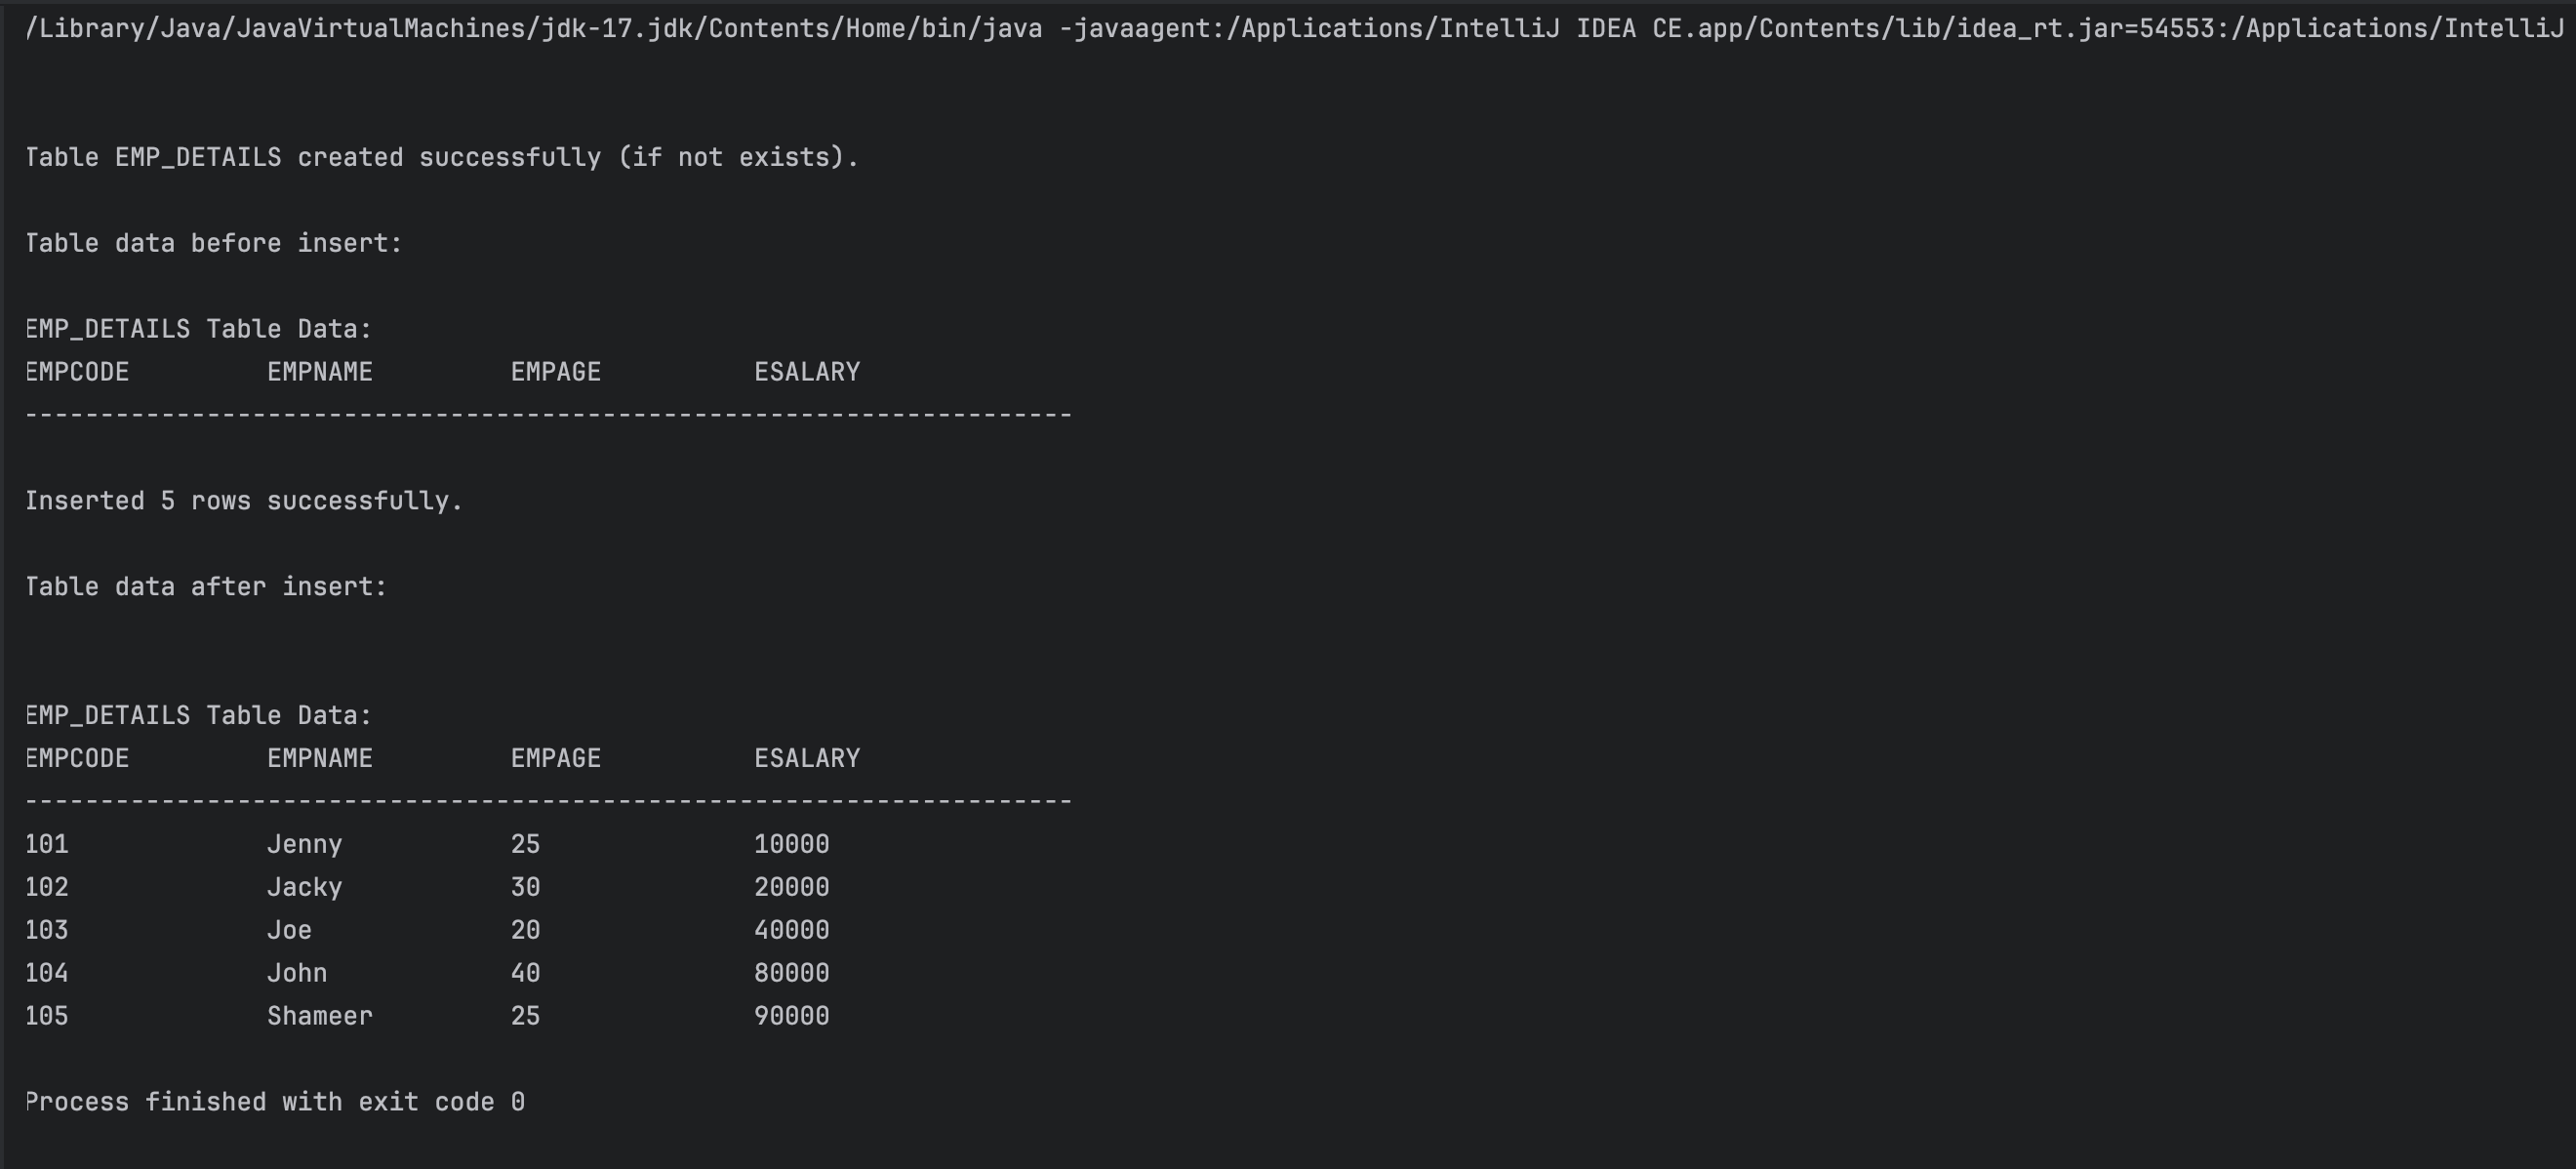 /Library/Java/JavaVirtualMachines/jdk-17.jdk/Contents/Home/bin/java -javaagent:/Applications/IntelliJ IDEA CE.app/Contents/lib/idea_rt.jar=54553:/Applications/IntelliJ
Table EMP_DETAILS created successfully (if not exists).
Table data before insert:
EMP_DETAILS Table Data:
EMPCODE EMPNAME EMPAGE ESALARY
---------------------------------------------------------------------
Inserted 5 rows successfully.
Table data after insert:
EMP_DETAILS Table Data:
EMPCODE EMPNAME EMPAGE ESALARY
---------------------------------------------------------------------
101 Jenny 25 10000
102 Jacky 30 20000
103 Joe 20 40000
104 John 40 80000
105 Shameer 25 90000
Process finished with exit code 0